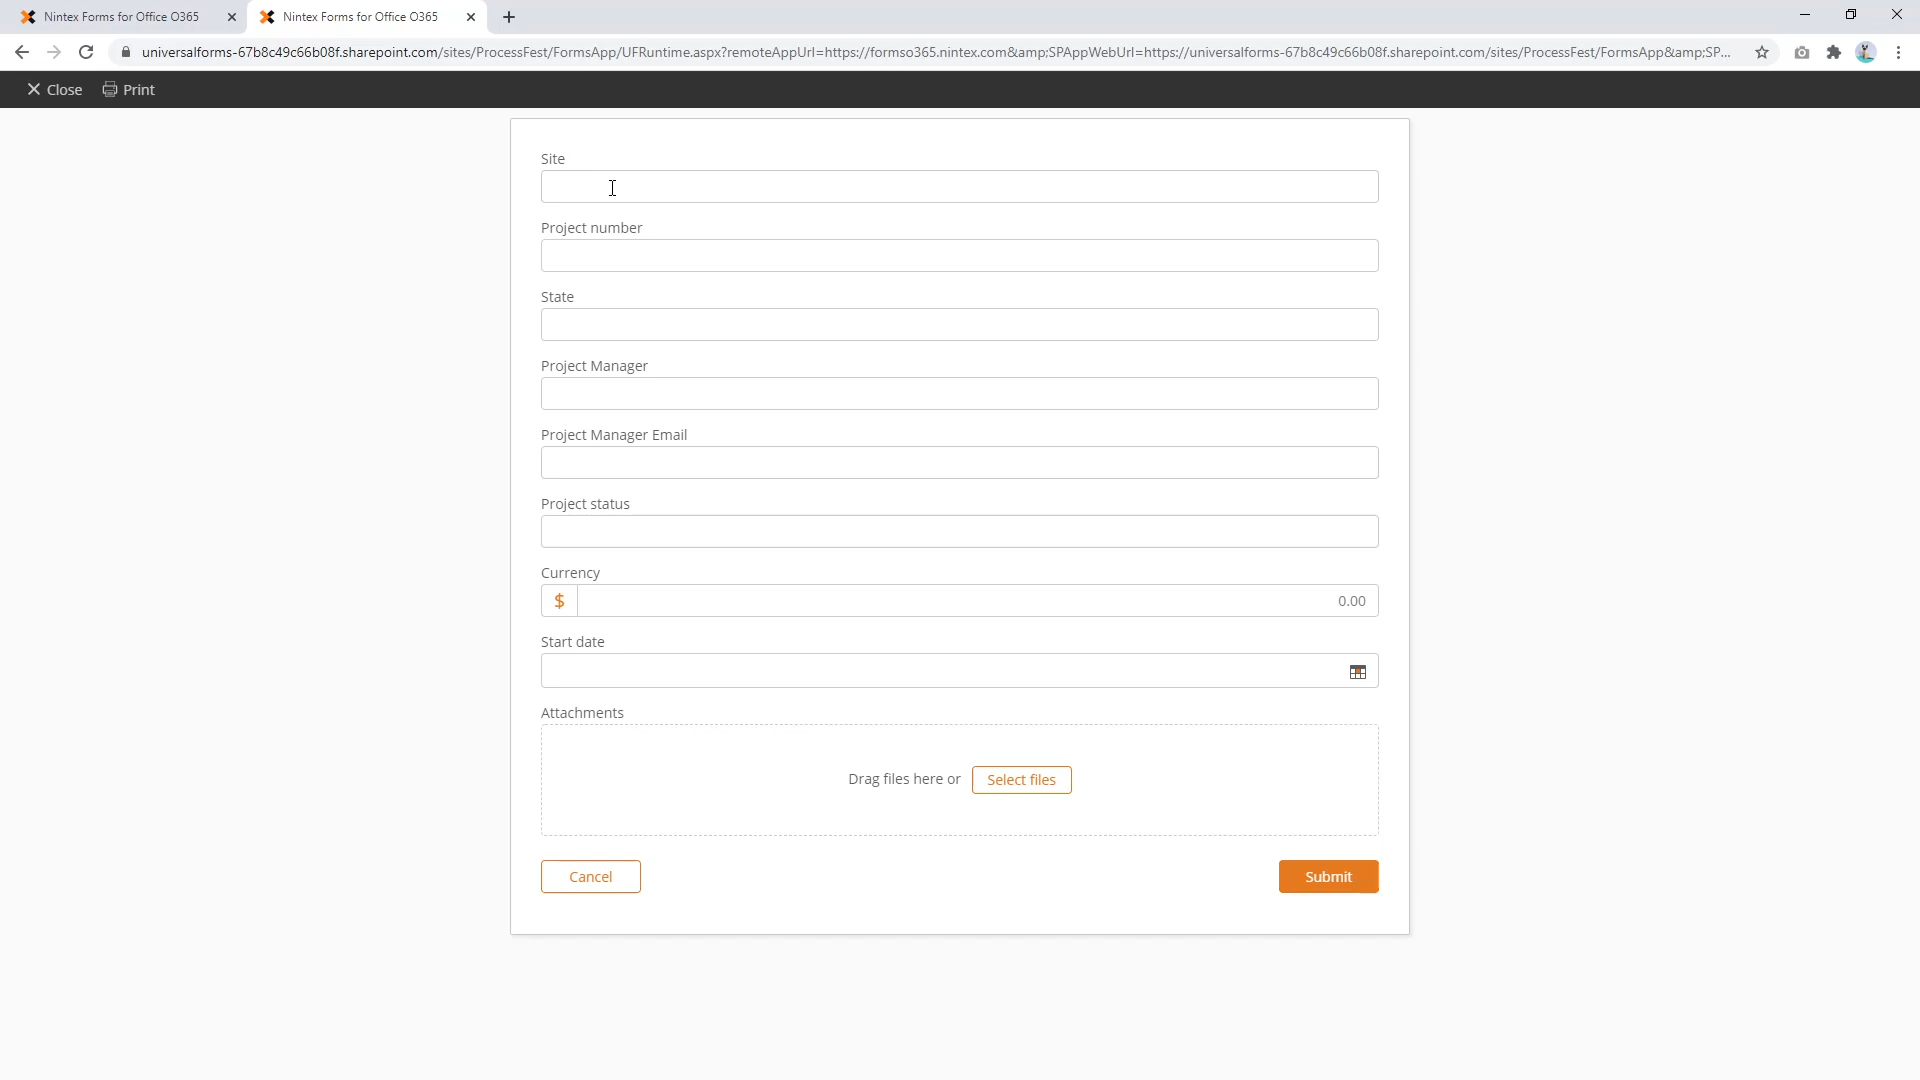 Nintex Forms for Office O365
Nintex Forms for Office O365
universalforms-67b8c49c66b08f.sharepoint.com/sites/ProcessFest/FormsApp/UFRuntime.aspx?remoteAppUrl=https://formso365.nintex.com&amp;SPAppWebUrl=https://universalforms-67b8c49c66b08f.sharepoint.com/sites/ProcessFest/FormsApp&amp;SP...
Close
Print
Site
Project number
State
Project Manager
Project Manager Email
Project status
Currency
$ 0.00
Start date
Attachments
Drag files here or Select files
Cancel
Submit